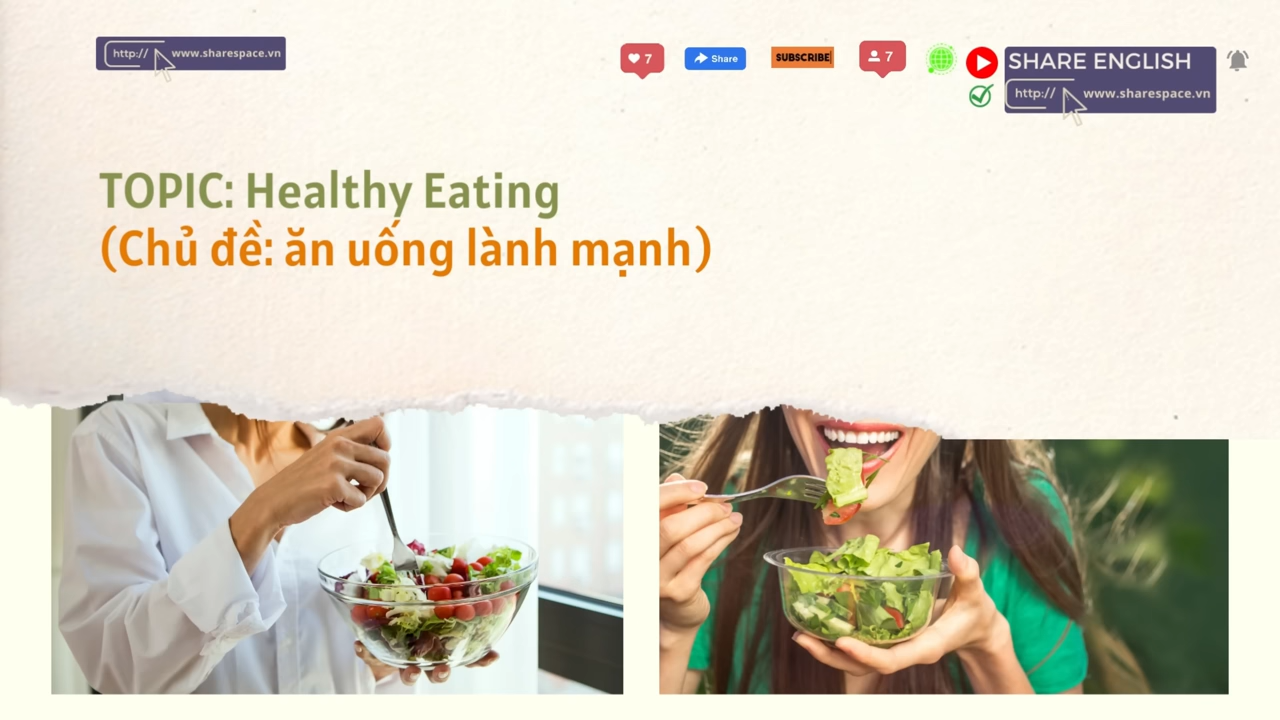 http:// www.sharespace.vn
7
Share
SUBSCRIBE
7
SHARE ENGLISH
http:// www.sharespace.vn
TOPIC: Healthy Eating
(Chủ đề: ăn uống lành mạnh)